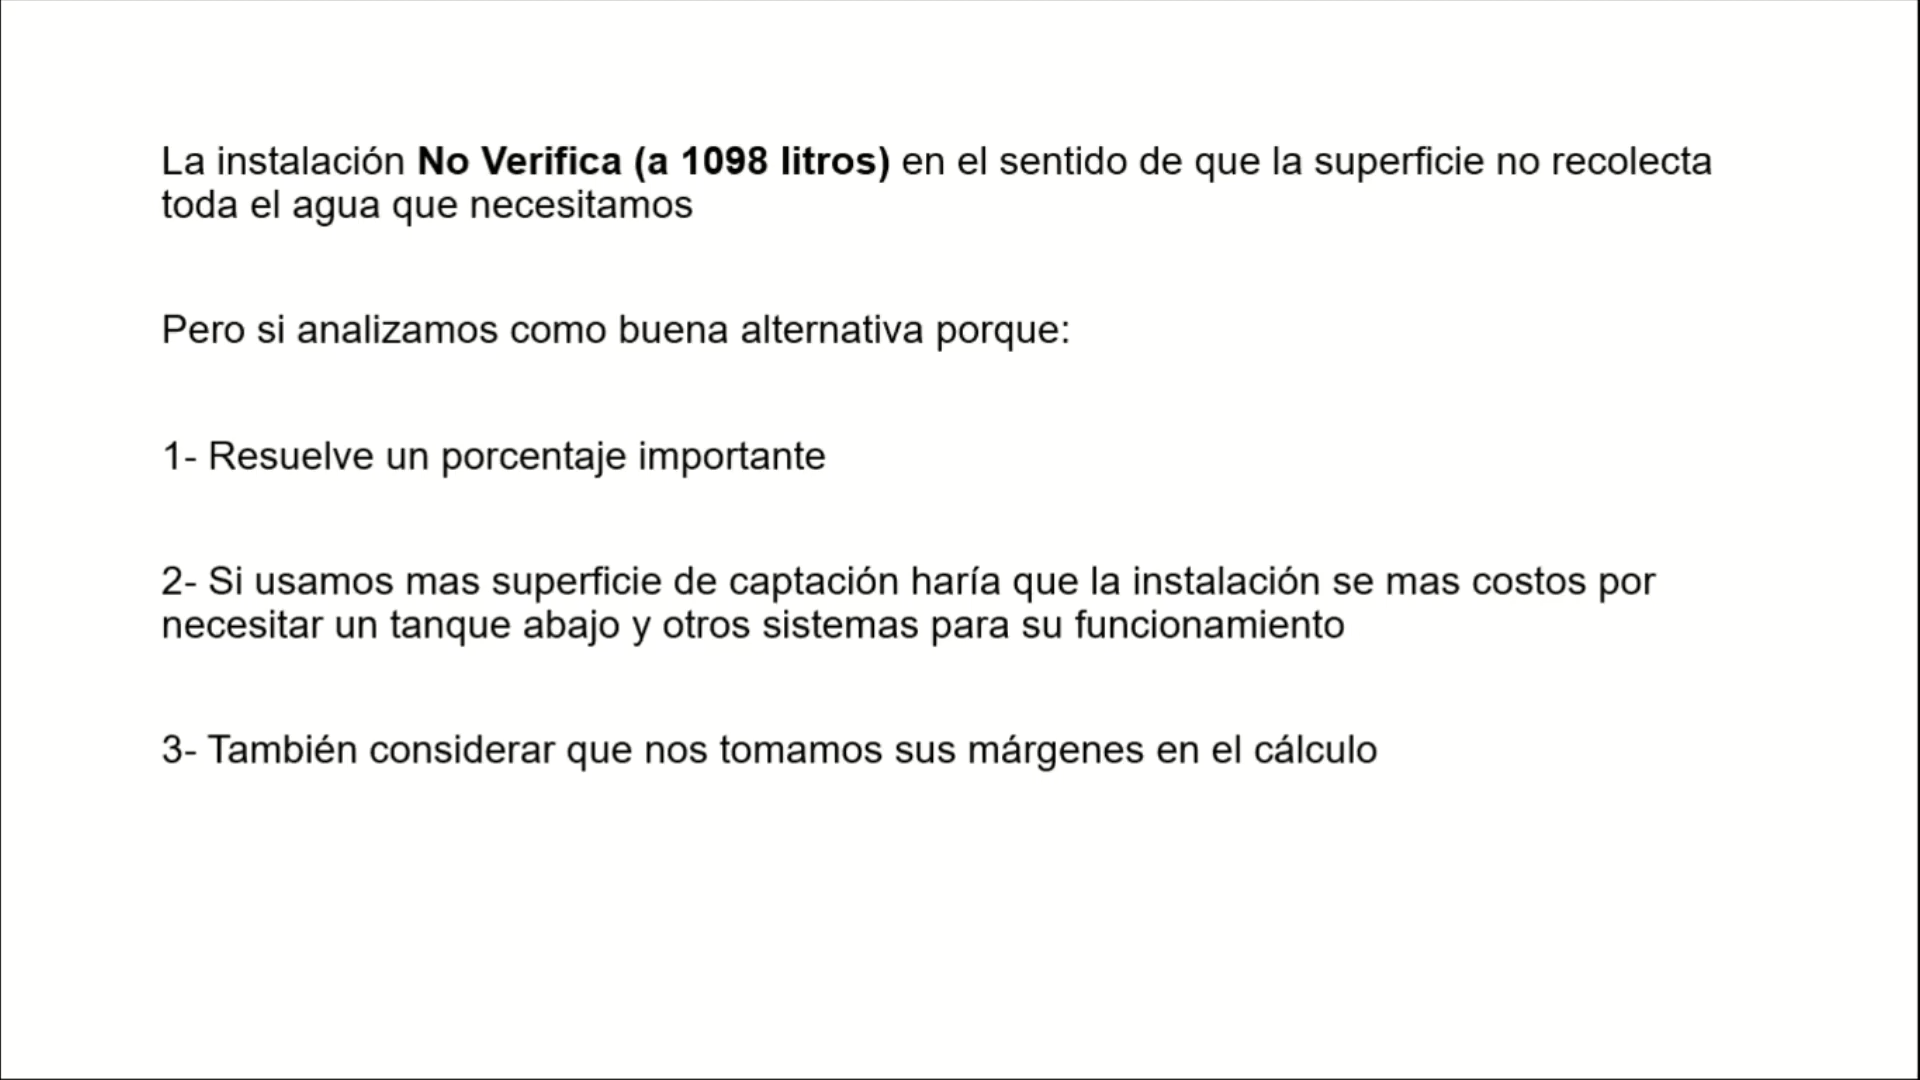 La instalación No Verifica (a 1098 litros) en el sentido de que la superficie no recolecta
toda el agua que necesitamos
Pero si analizamos como buena alternativa porque:
1- Resuelve un porcentaje importante
2- Si usamos mas superficie de captación haría que la instalación se mas costos por
necesitar un tanque abajo y otros sistemas para su funcionamiento
3- También considerar que nos tomamos sus márgenes en el cálculo